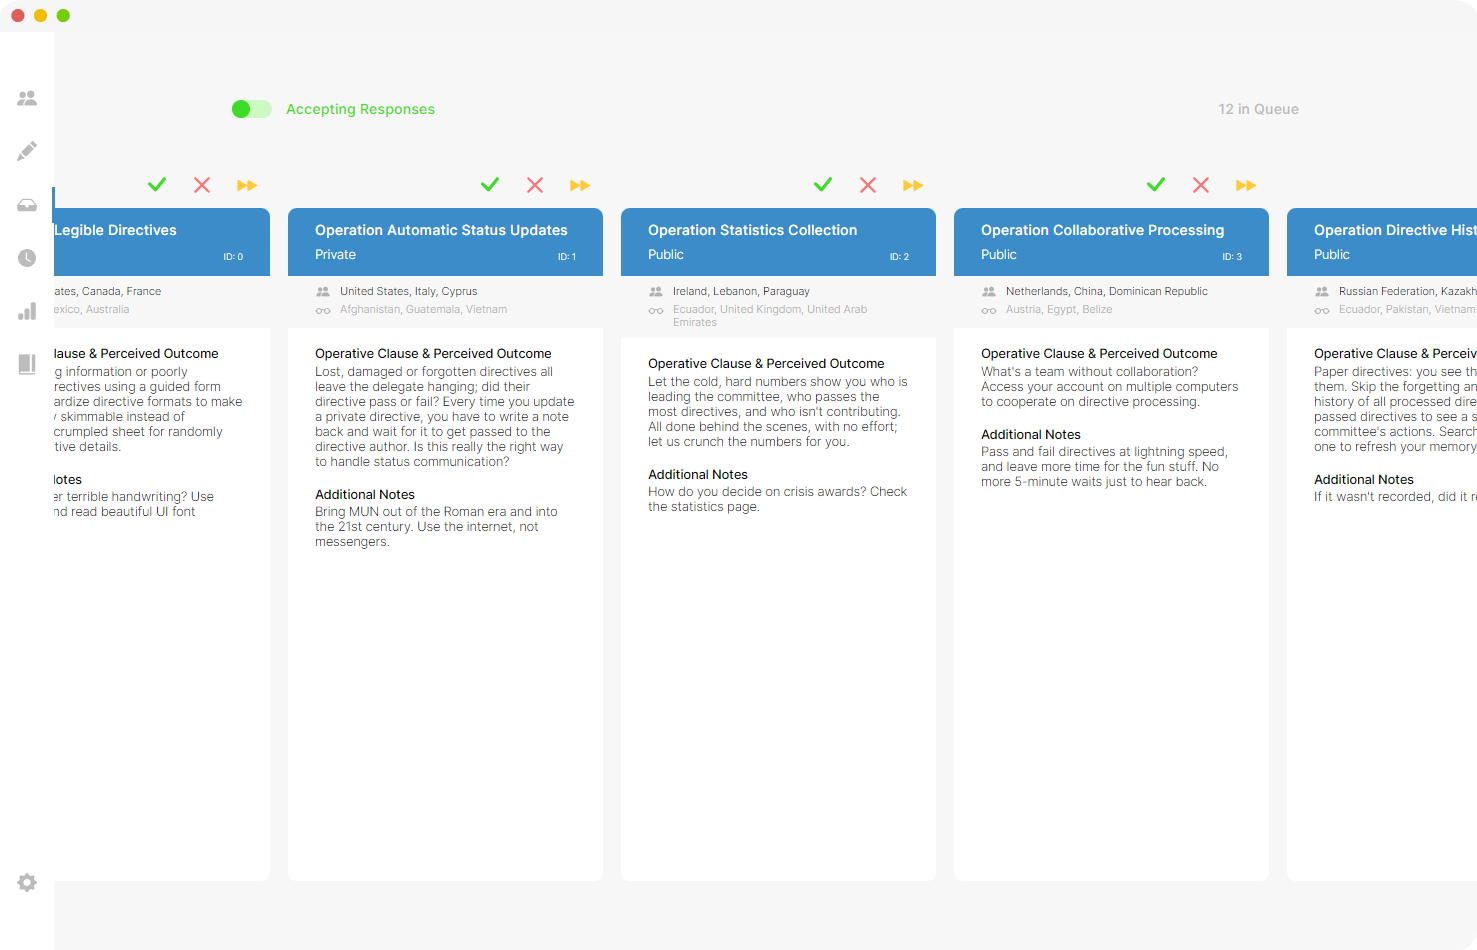 Accepting Responses
12 in Queue
Legible Directives
ID: 0
ates, Canada, France
exico, Australia
lause & Perceived Outcome
g information or poorly
rectives using a guided form
ardize directive formats to make
y skimmable instead of
crumpled sheet for randomly
tive details.
lotes
er terrible handwriting? Use
nd read beautiful UI font
Operation Automatic Status Updates
Private
ID: 1
United States, Italy, Cyprus
Afghanistan, Guatemala, Vietnam
Operative Clause & Perceived Outcome
Lost, damaged or forgotten directives all
leave the delegate hanging; did their
directive pass or fail? Every time you update
a private directive, you have to write a note
back and wait for it to get passed to the
directive author. Is this really the right way
to handle status communication?
Additional Notes
Bring MUN out of the Roman era and into
the 21st century. Use the internet, not
messengers.
Operation Statistics Collection
Public
ID: 2
Ireland, Lebanon, Paraguay
Ecuador, United Kingdom, United Arab
Emirates
Operative Clause & Perceived Outcome
Let the cold, hard numbers show you who is
leading the committee, who passes the
most directives, and who isn't contributing.
All done behind the scenes, with no effort;
let us crunch the numbers for you.
Additional Notes
How do you decide on crisis awards? Check
the statistics page.
Operation Collaborative Processing
Public
ID: 3
Netherlands, China, Dominican Republic
Austria, Egypt, Belize
Operative Clause & Perceived Outcome
What's a team without collaboration?
Access your account on multiple computers
to cooperate on directive processing.
Additional Notes
Pass and fail directives at lightning speed,
and leave more time for the fun stuff. No
more 5-minute waits just to hear back.
Operation Directive Hist
Public
Russian Federation, Kazakh
Ecuador, Pakistan, Vietnam
Operative Clause & Perceiv
Paper directives: you see th
them. Skip the forgetting an
history of all processed dire
passed directives to see a s
committee's actions. Search
one to refresh your memory
Additional Notes
If it wasn't recorded, did it re